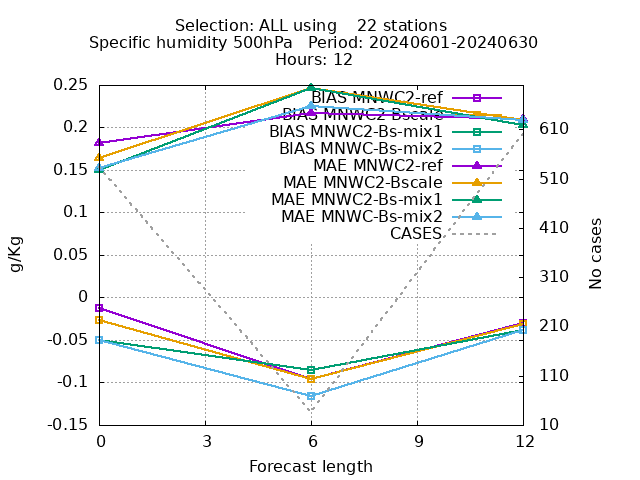 Selection: ALL using    22 stations
Specific humidity 500hPa   Period: 20240601-20240630
Hours: 12
0.25
0.2
0.15
0.1
0.05
0
-0.05
-0.1
-0.15
g/Kg
BIAS MNWC2-ref
BIAS MNWC2-Bscale
BIAS MNWC2-Bs-mix1
BIAS MNWC-Bs-mix2
MAE MNWC2-ref
MAE MNWC2-Bscale
MAE MNWC2-Bs-mix1
MAE MNWC-Bs-mix2
CASES
610
510
410
310
210
110
10
No cases
0 3 6 9 12
Forecast length